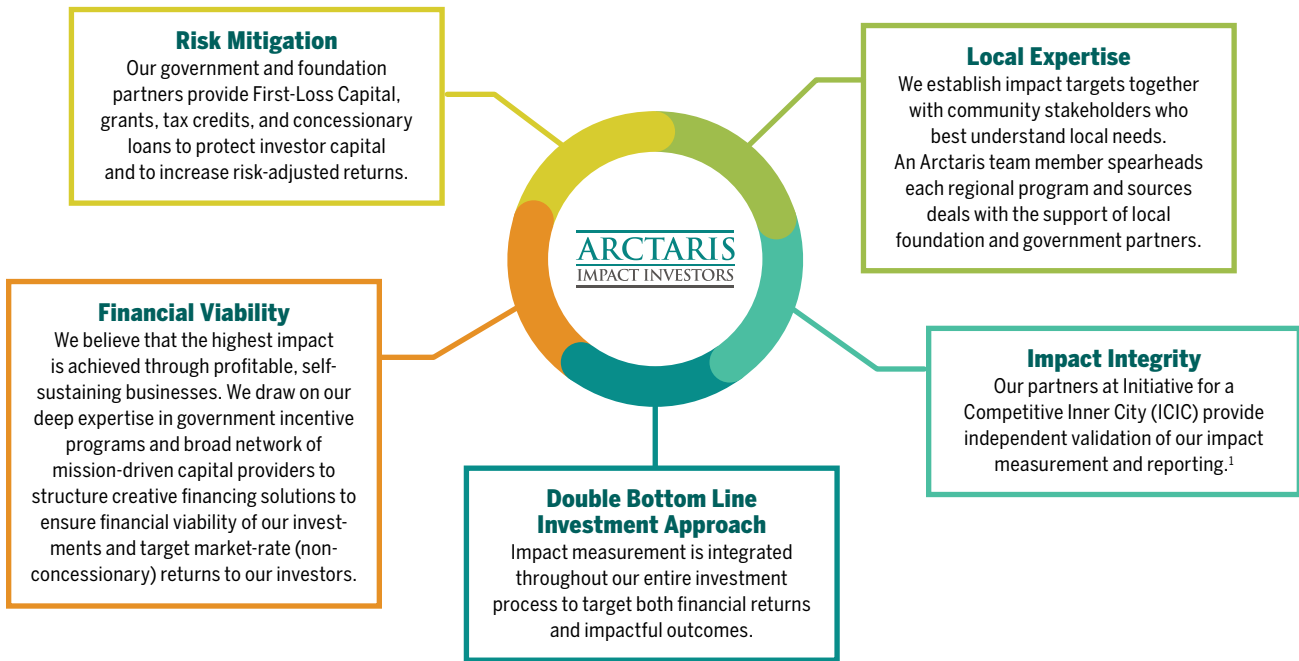 Risk Mitigation
Our government and foundation
partners provide First-Loss Capital,
grants, tax credits, and concessionary
loans to protect investor capital
and to increase risk-adjusted returns.
Local Expertise
We establish impact targets together
with community stakeholders who
best understand local needs.
An Arctaris team member spearheads
each regional program and sources
deals with the support of local
foundation and government partners.
ARCTARIS
IMPACT INVESTORS
Financial Viability
We believe that the highest impact
is achieved through profitable, self-
sustaining businesses. We draw on our
deep expertise in government incentive
programs and broad network of
mission-driven capital providers to
structure creative financing solutions to
ensure financial viability of our invest-
ments and target market-rate (non-
concessionary) returns to our investors.
Impact Integrity
Our partners at Initiative for a
Competitive Inner City (ICIC) provide
independent validation of our impact
measurement and reporting.¹
Double Bottom Line
Investment Approach
Impact measurement is integrated
throughout our entire investment
process to target both financial returns
and impactful outcomes.